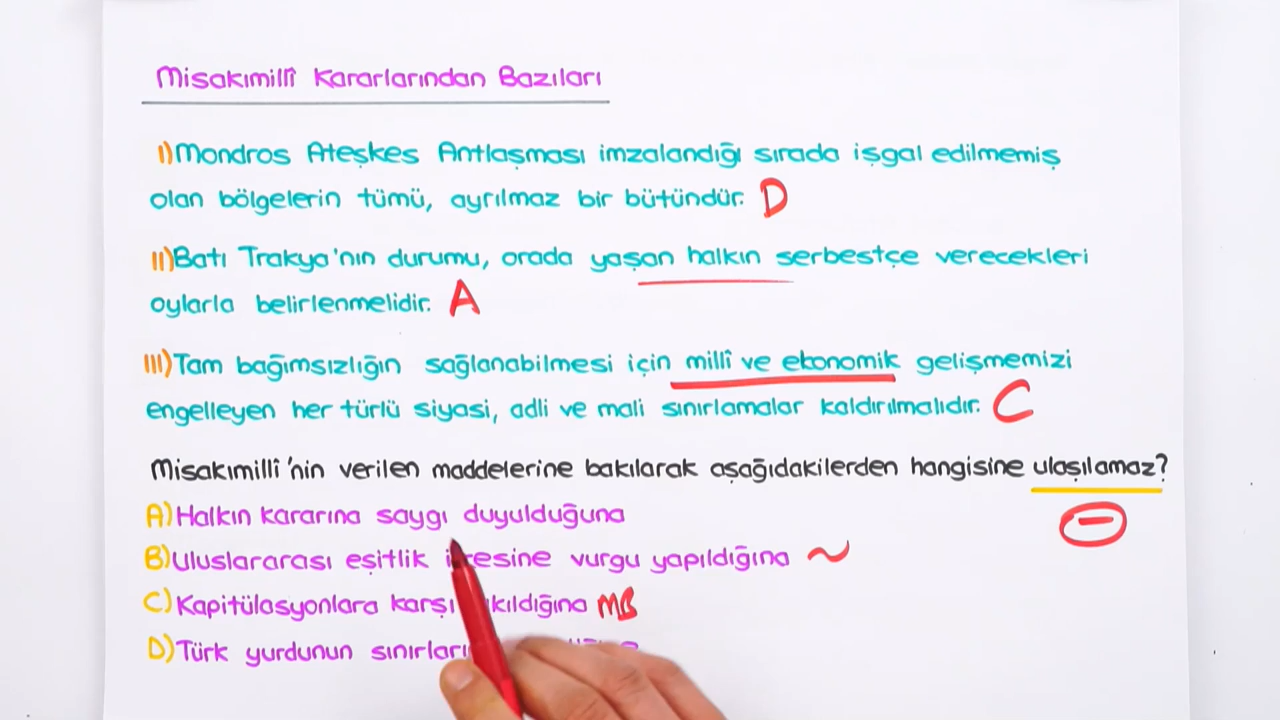 Misakımillî Kararlarından Bazıları
I)Mondros Ateşkes Antlaşması imzalandığı sırada işgal edilmemiş
olan bölgelerin tümü, ayrılmaz bir bütündür. D
II)Batı Trakya'nın durumu, orada yaşan halkın serbestçe verecekleri
oylarla belirlenmelidir. A
III)Tam bağımsızlığın sağlanabilmesi için millî ve ekonomik gelişmemizi
engelleyen her türlü siyasi, adli ve mali sınırlamalar kaldırılmalıdır. C
Misakımillî'nin verilen maddelerine bakılarak aşağıdakilerden hangisine ulaşılamaz?
A)Halkın kararına saygı duyulduğuna
B)Uluslararası eşitlik vurgu yapıldığına
C)Kapitülasyonlara karşı MB
D)Türk yurdunun